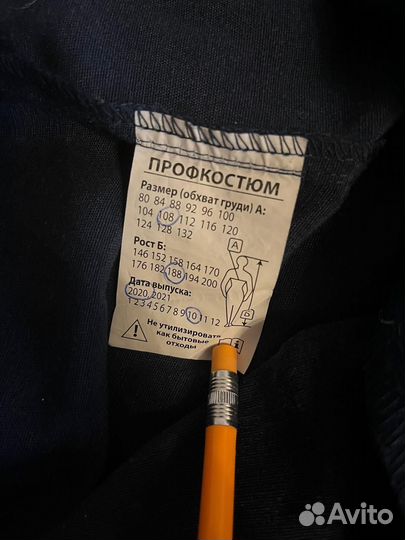 ПРОФКОСТЮМ
Размер (обхват груди) А:
80 84 88 92 96 100
104 108 112 116 120
124 128 132
А
Рост Б:
146 152 158 164 170
176 182 188 194 200
Дата выпуска:
2020 2021
1 2 3 4 5 6 7 8 9 10 11 12
Б
Не утилизировать
как бытовые
отходы
Avito